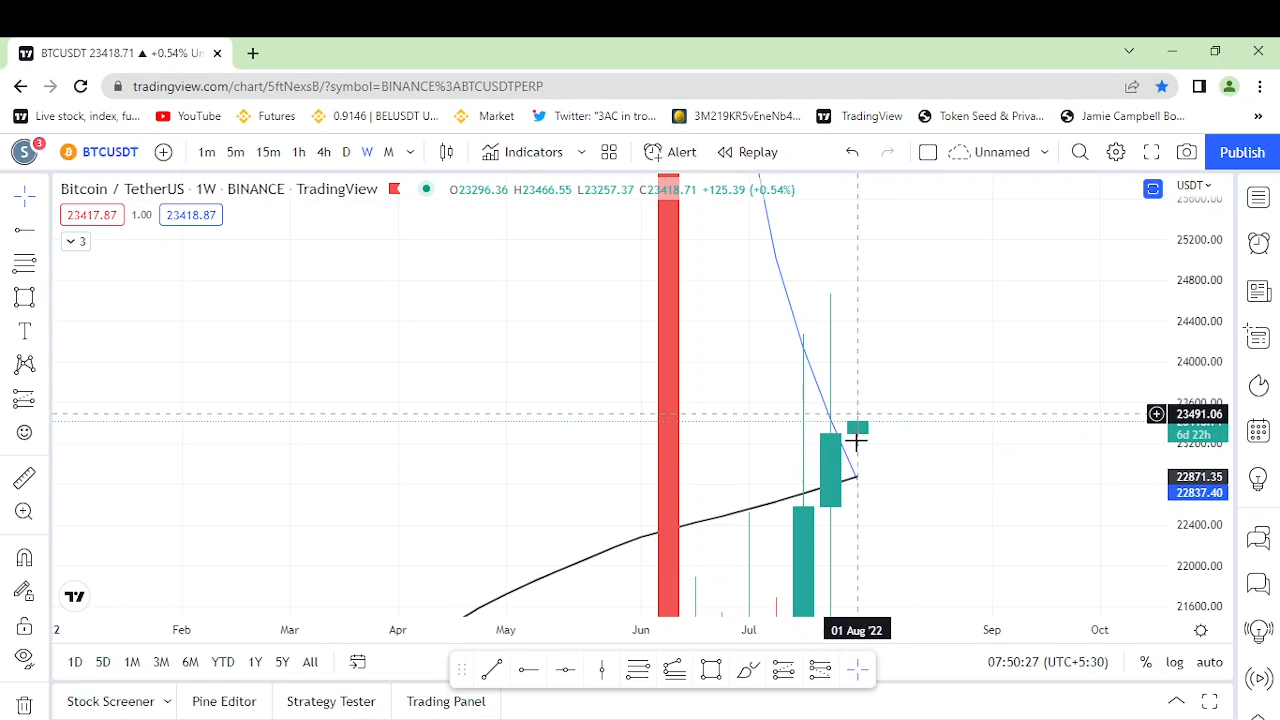 BTCUSDT 23418.71 ▲ +0.54% Un
tradingview.com/chart/5ftNexsB/?symbol=BINANCE%3ABTCUSDTPERP
Live stock, index, fu... YouTube Futures 0.9146 | BELUSDT U... Market Twitter: "3AC in tro... 3M219KR5vEneNb4... TradingView Token Seed & Priva... Jamie Campbell Bo... »
S 3 BTCUSDT 1m 5m 15m 1h 4h D W M Indicators Alert Replay Unnamed Publish
Bitcoin / TetherUS · 1W · BINANCE · TradingView O23296.36 H23466.55 L23257.37 C23418.71 +125.39 (+0.54%) USDT
23417.87 1.00 23418.87
3
25600.00
25200.00
24800.00
24400.00
24000.00
23600.00
23491.06
6d 22h
23200.00
22871.35
22837.40
22400.00
22000.00
21600.00
2 Feb Mar Apr May Jun Jul 01 Aug '22 Sep Oct
1D 5D 1M 3M 6M YTD 1Y 5Y All 07:50:27 (UTC+5:30) % log auto
Stock Screener Pine Editor Strategy Tester Trading Panel